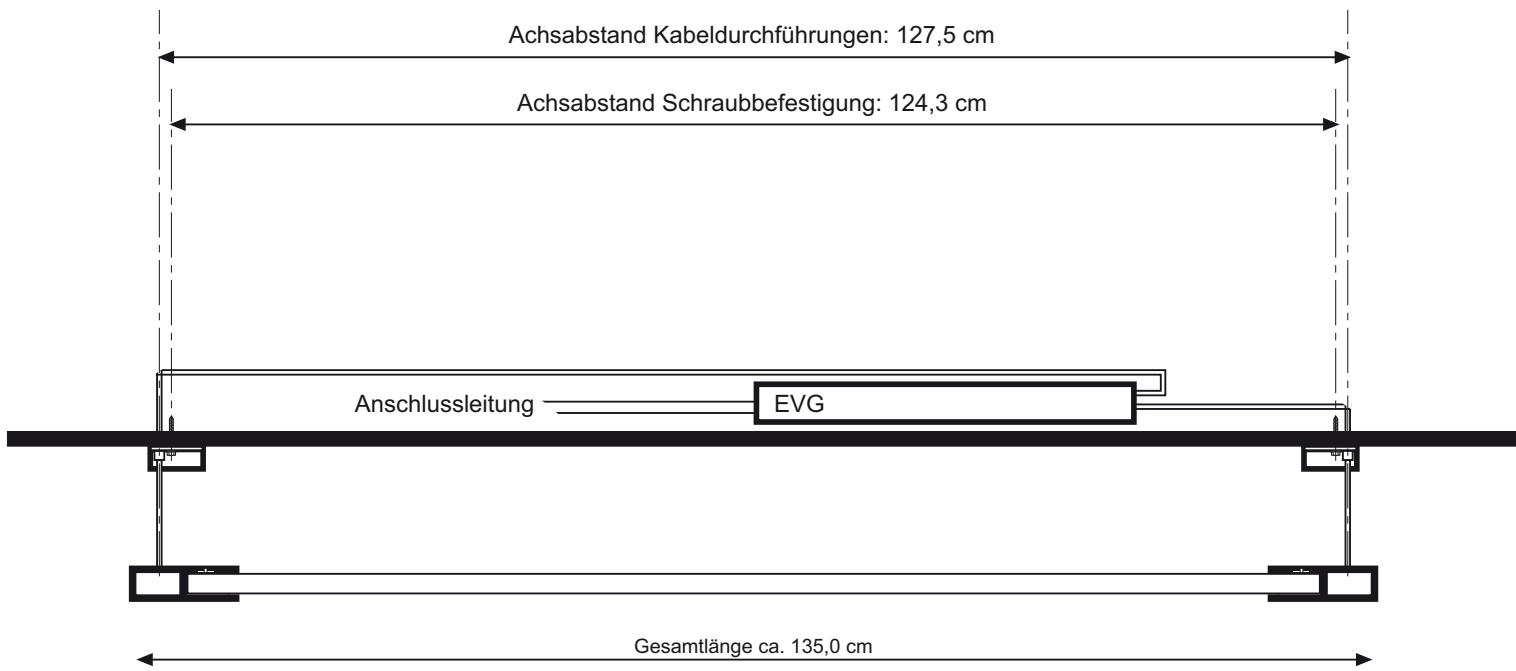 Achsabstand Kabeldurchführungen: 127,5 cm
Achsabstand Schraubbefestigung: 124,3 cm
Anschlussleitung
EVG
Gesamtlänge ca. 135,0 cm